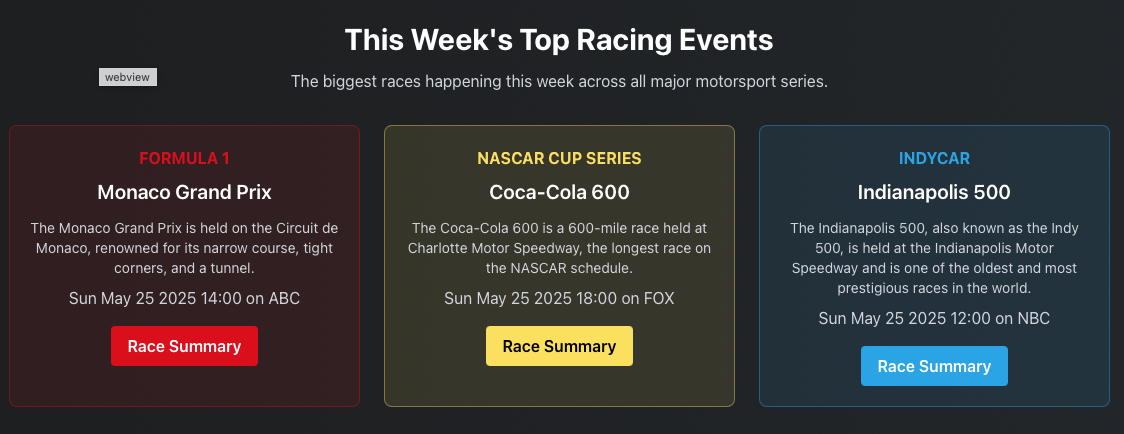 This Week's Top Racing Events
webview
The biggest races happening this week across all major motorsport series.
FORMULA 1
Monaco Grand Prix
The Monaco Grand Prix is held on the Circuit de
Monaco, renowned for its narrow course, tight
corners, and a tunnel.
Sun May 25 2025 14:00 on ABC
Race Summary
NASCAR CUP SERIES
Coca-Cola 600
The Coca-Cola 600 is a 600-mile race held at
Charlotte Motor Speedway, the longest race on
the NASCAR schedule.
Sun May 25 2025 18:00 on FOX
Race Summary
INDYCAR
Indianapolis 500
The Indianapolis 500, also known as the Indy
500, is held at the Indianapolis Motor
Speedway and is one of the oldest and most
prestigious races in the world.
Sun May 25 2025 12:00 on NBC
Race Summary